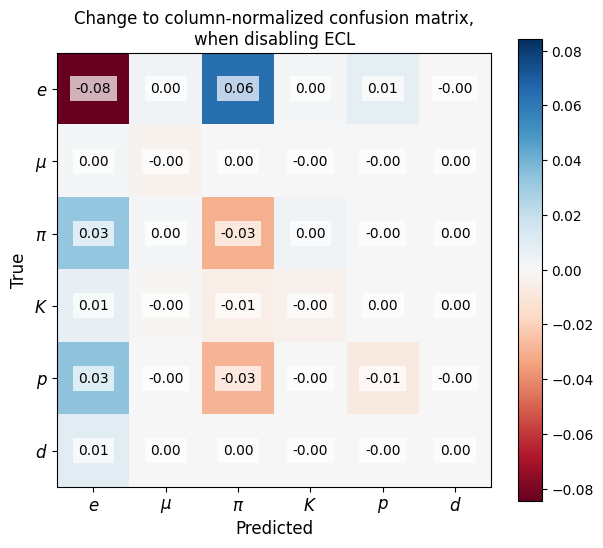 Change to column-normalized confusion matrix,
when disabling ECL
e -0.08 0.00 0.06 0.00 0.01 -0.00
μ 0.00 -0.00 0.00 -0.00 -0.00 0.00
π 0.03 0.00 -0.03 0.00 -0.00 0.00
K 0.01 -0.00 -0.01 -0.00 0.00 0.00
p 0.03 -0.00 -0.03 -0.00 -0.01 -0.00
d 0.01 0.00 0.00 -0.00 -0.00 0.00
e μ π K p d
Predicted
True
0.08
0.06
0.04
0.02
0.00
−0.02
−0.04
−0.06
−0.08